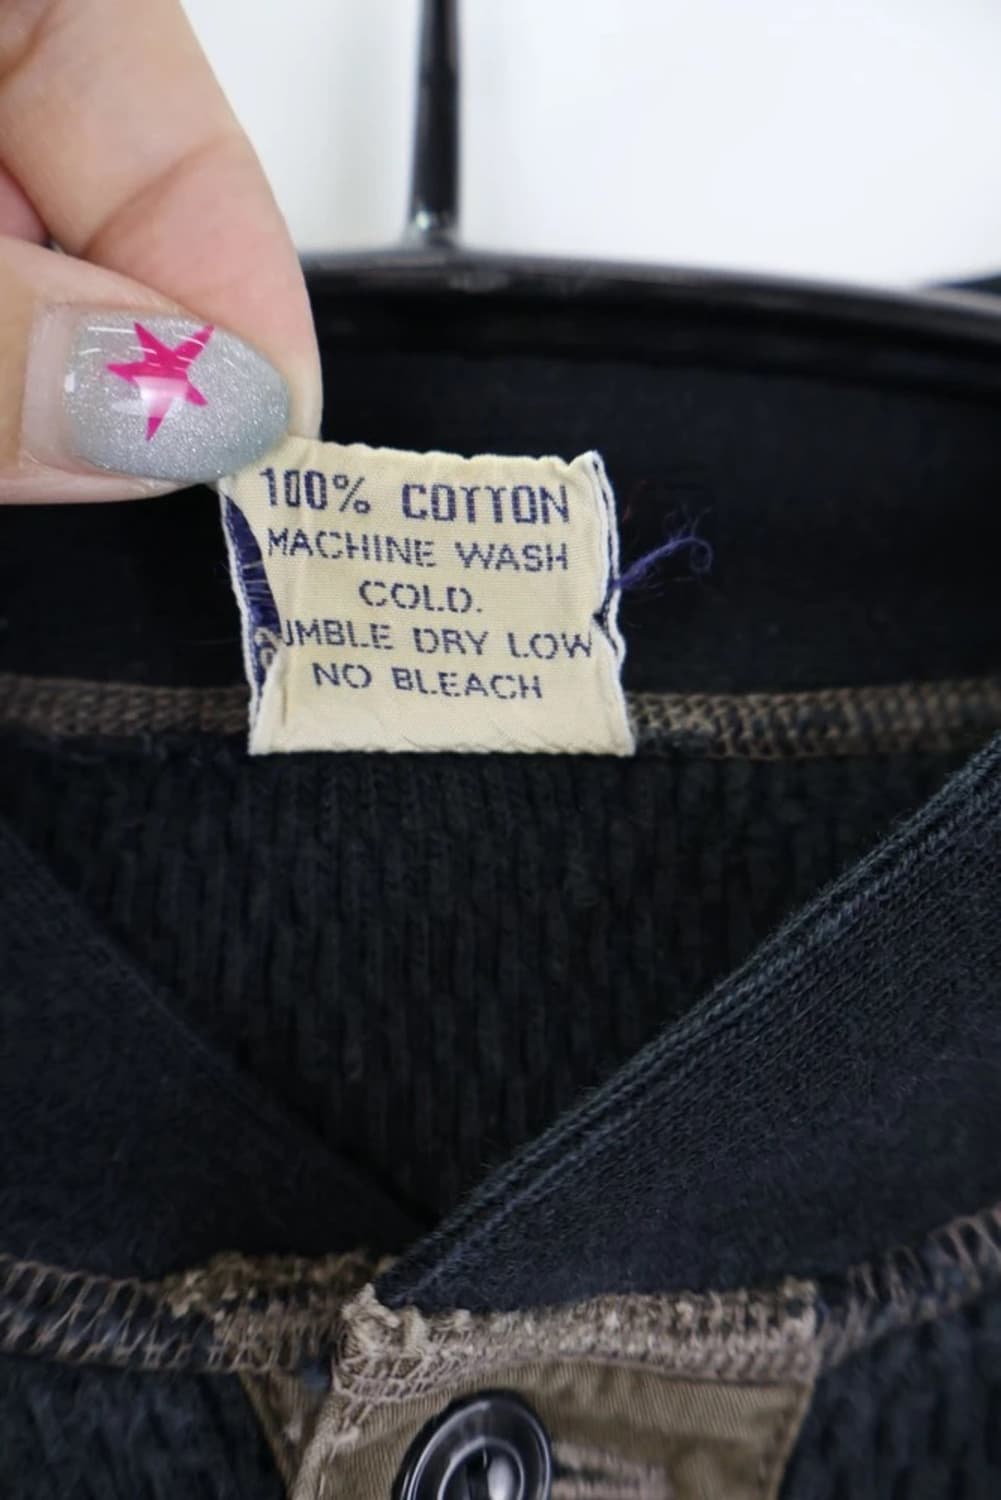 100% COTTON
MACHINE WASH
COLD.
UMBLE DRY LOW
NO BLEACH